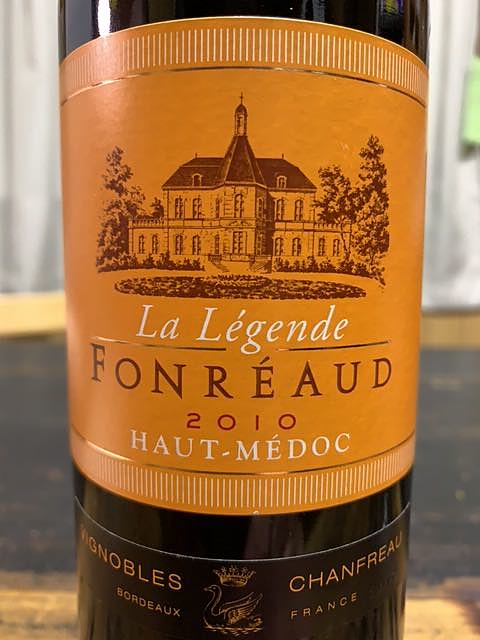 La Légende
FONRÉAUD
2010
HAUT-MÉDOC
VIGNOBLES CHANFREAU
BORDEAUX FRANCE